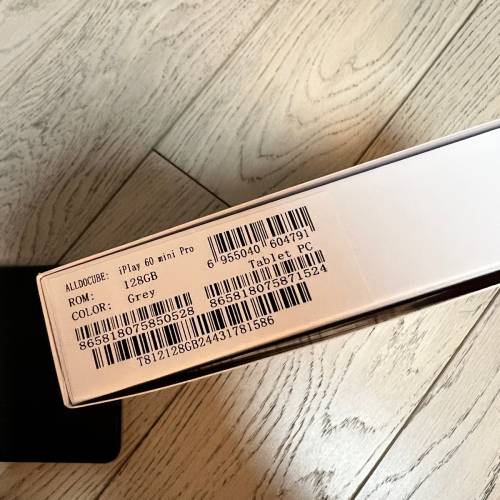 ALLDOCUBE: iPlay 60 mini Pro
ROM: 128GB
COLOR: Grey
6 955040 604791
Tablet PC
865818075850528
865818075871524
T812128GB24431781586